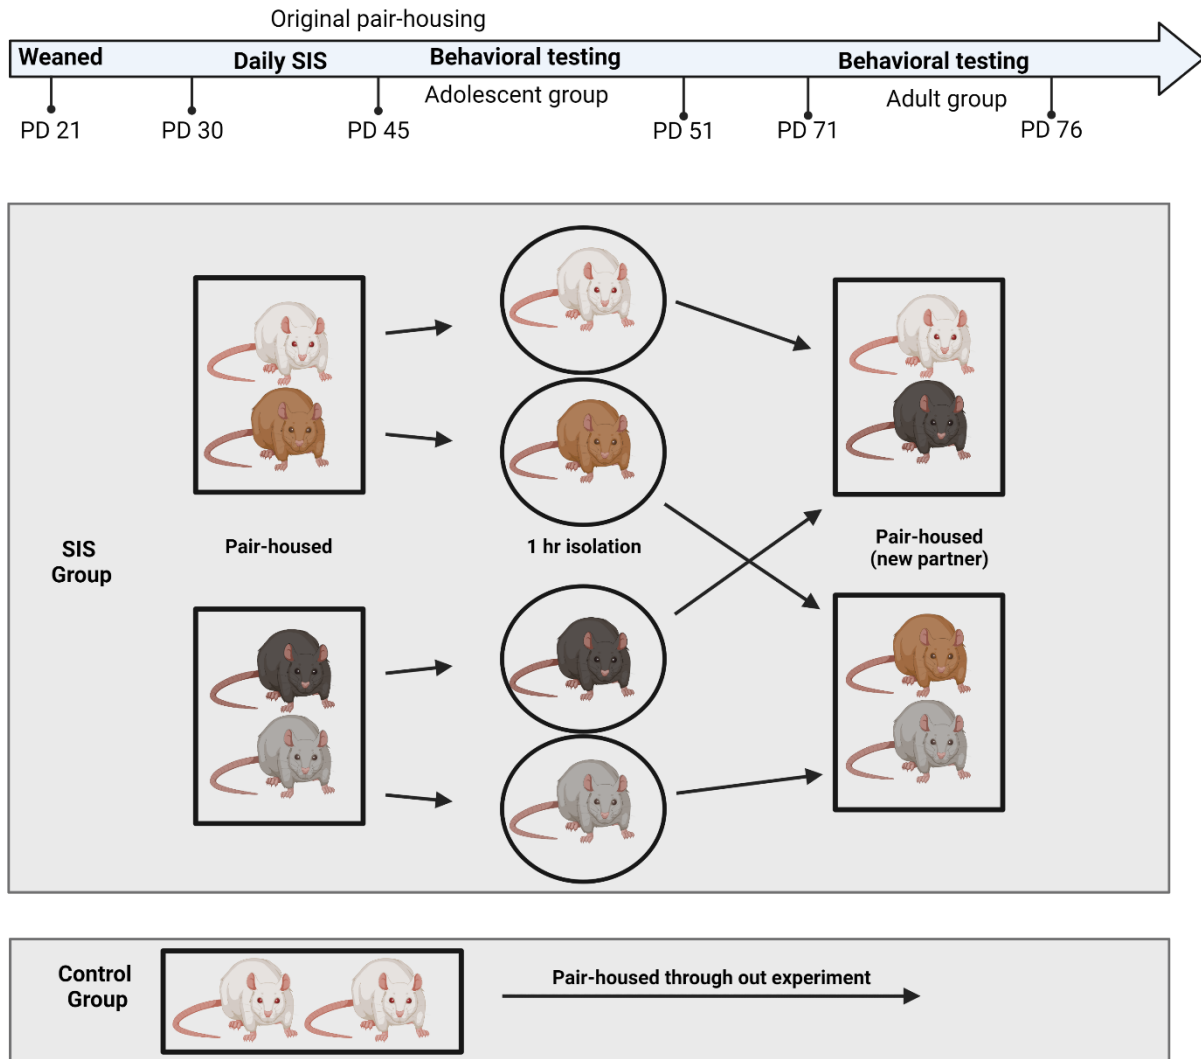 Original pair-housing
Weaned
Daily SIS
Behavioral testing
Behavioral testing
Adolescent group
Adult group
PD 21
PD 30
PD 45
PD 51
PD 71
PD 76
SIS
Group
Pair-housed
1 hr isolation
Pair-housed
(new partner)
Control
Group
Pair-housed through out experiment